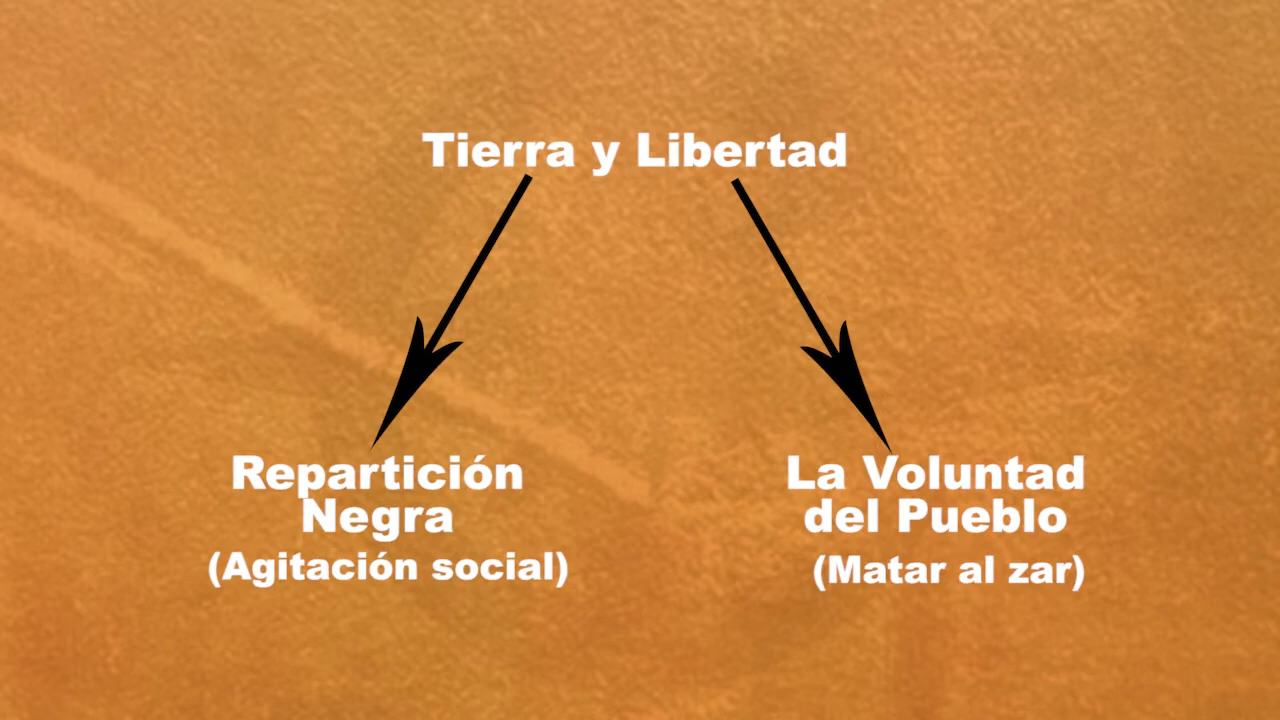 Tierra y Libertad
Repartición
Negra
(Agitación social)
La Voluntad
del Pueblo
(Matar al zar)